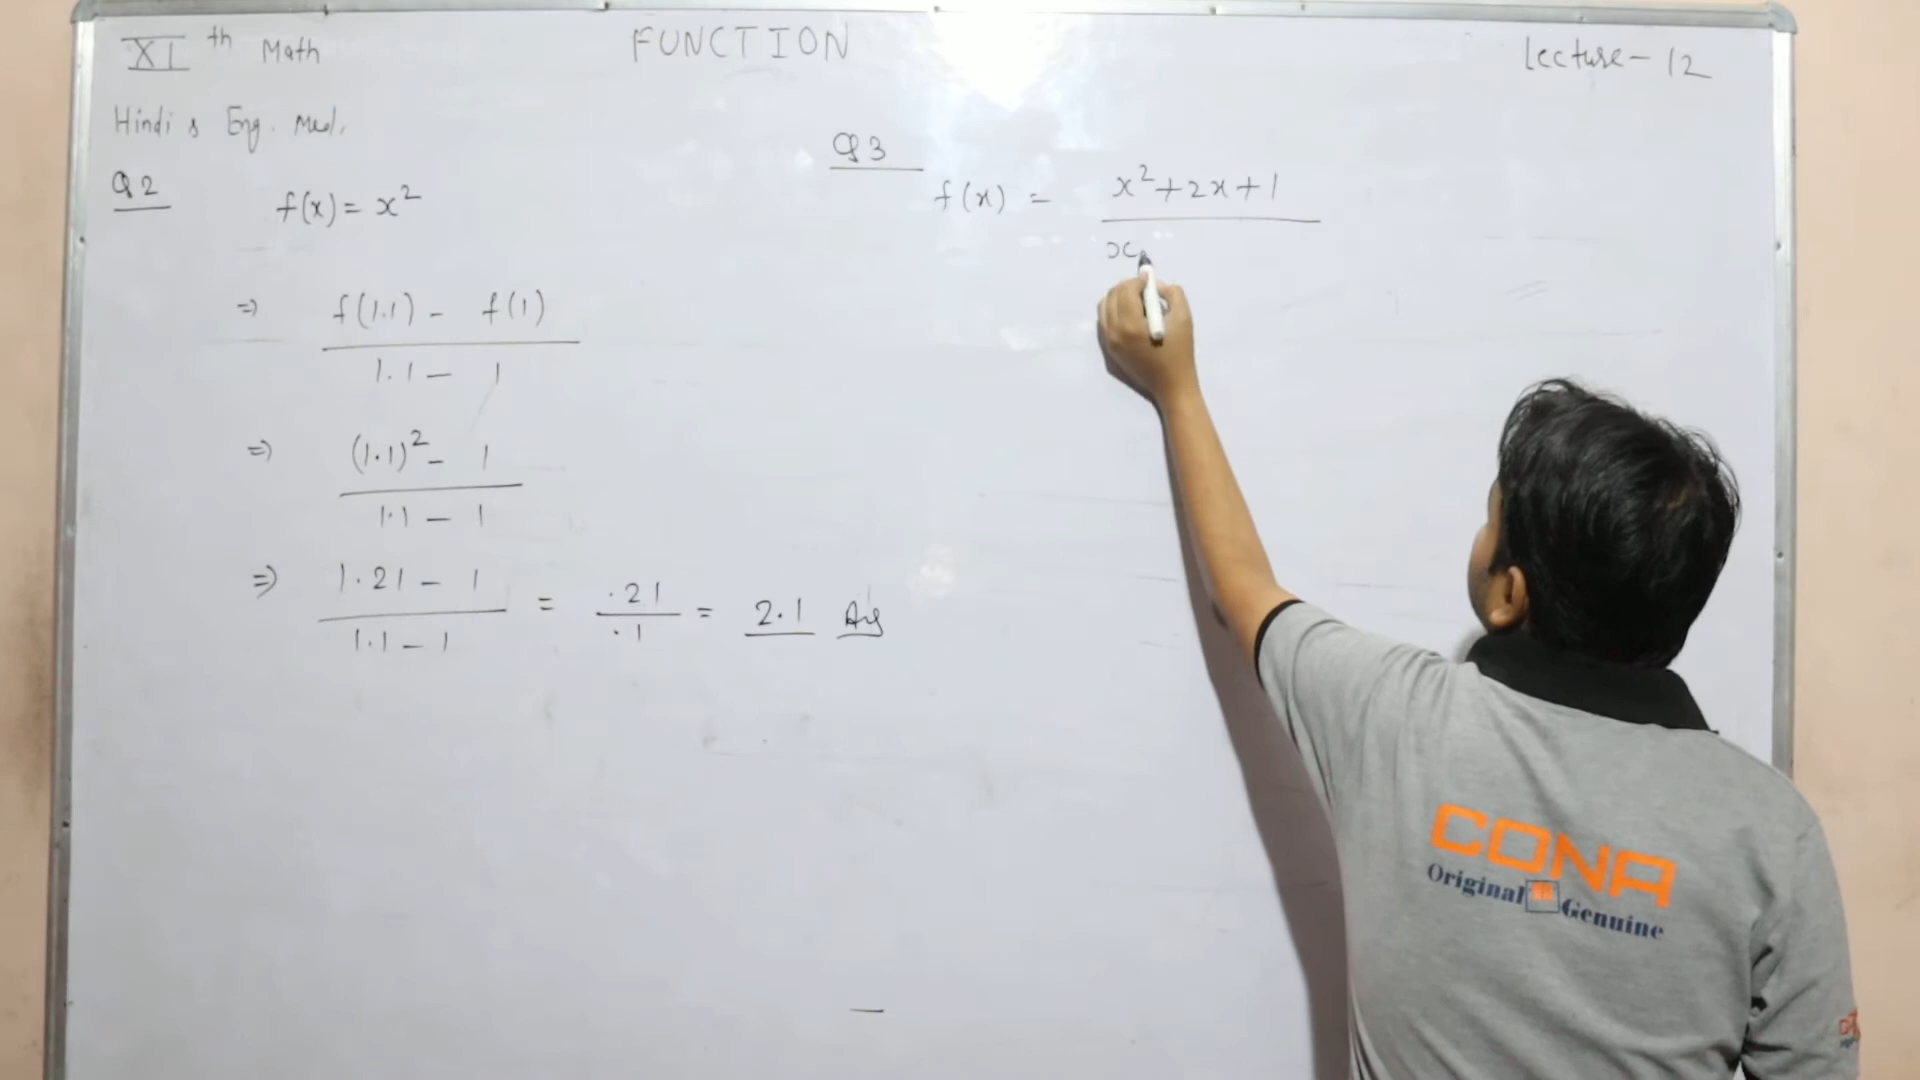 XI th Math FUNCTION Lecture - 12
Hindi & Eng. Med.
Q2
f(x) = x²
=> f(1.1) - f(1)
1.1 - 1
=> (1.1)² - 1
1.1 - 1
=> 1.21 - 1 = .21 = 2.1 Ans
1.1 - 1 .1
Q3
f(x) = x² + 2x + 1
x
CONA
Original Genuine